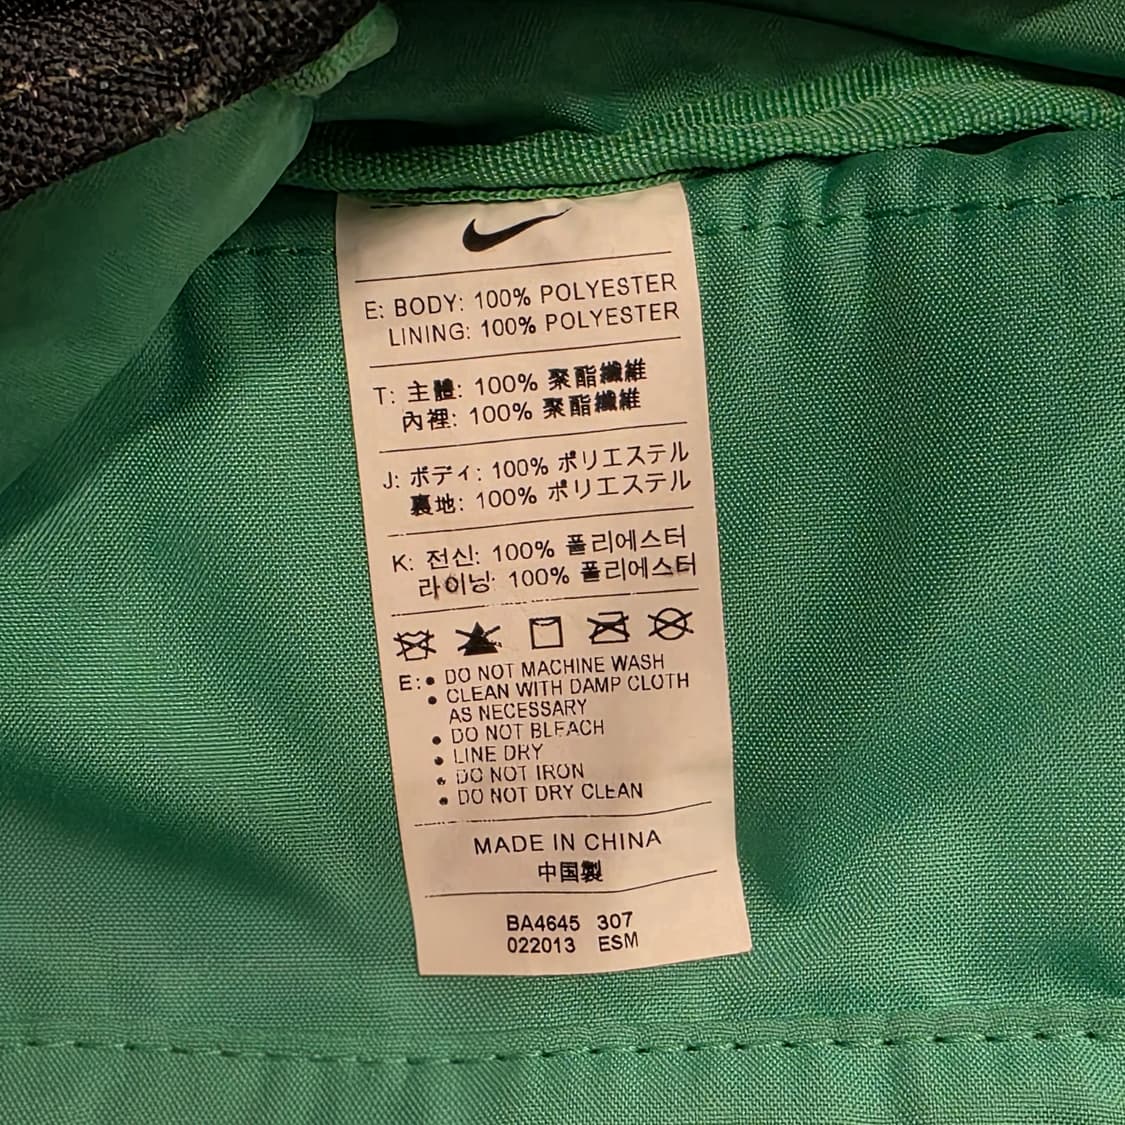 E: BODY: 100% POLYESTER
LINING: 100% POLYESTER
T: 主體: 100% 聚酯纖維
內裡: 100% 聚酯纖維
J: ボディ: 100% ポリエステル
裏地: 100% ポリエステル
K: 전신: 100% 폴리에스터
라이닝: 100% 폴리에스터
E: • DO NOT MACHINE WASH
• CLEAN WITH DAMP CLOTH
AS NECESSARY
• DO NOT BLEACH
• LINE DRY
• DO NOT IRON
• DO NOT DRY CLEAN
MADE IN CHINA
中国製
BA4645 307
022013 ESM